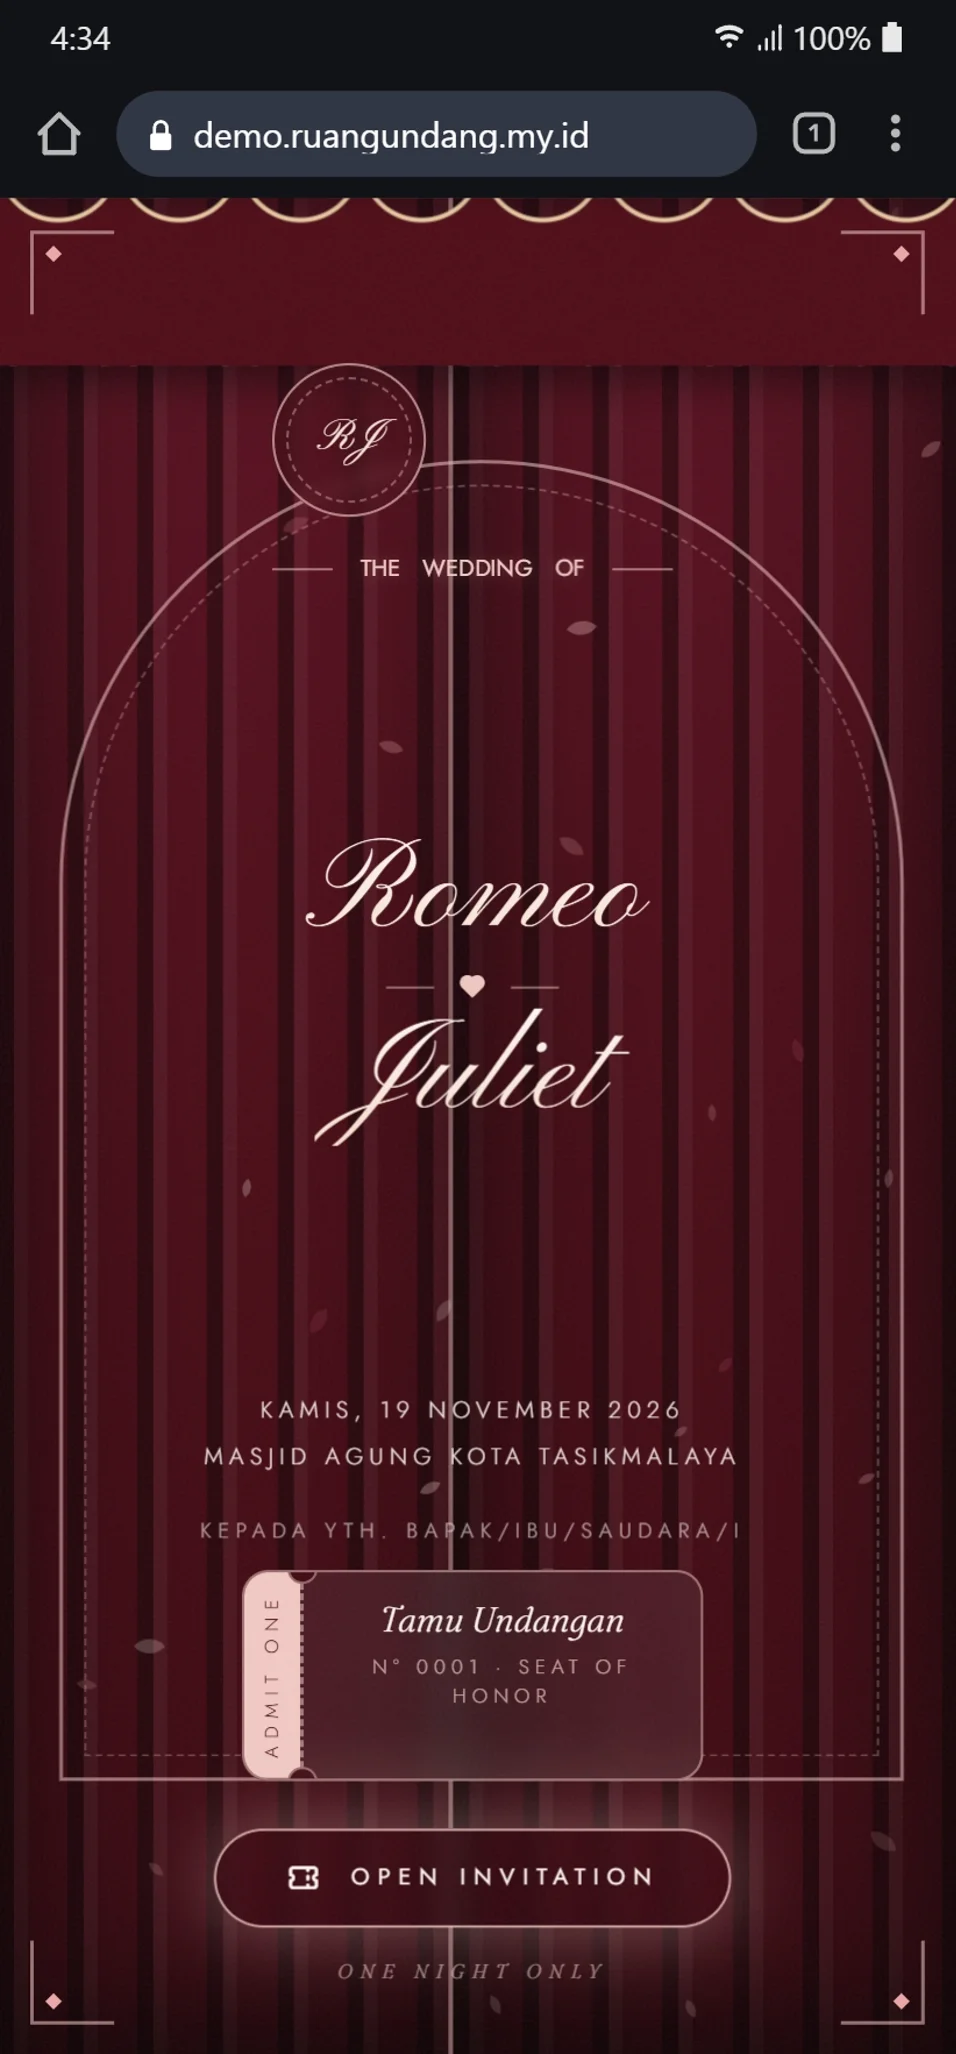 4:34
100%
demo.ruangundang.my.id
1
RJ
THE WEDDING OF
Romeo
Juliet
KAMIS, 19 NOVEMBER 2026
MASJID AGUNG KOTA TASIKMALAYA
KEPADA YTH. BAPAK/IBU/SAUDARA/I
ADMIT ONE
Tamu Undangan
N° 0001 · SEAT OF
HONOR
OPEN INVITATION
ONE NIGHT ONLY